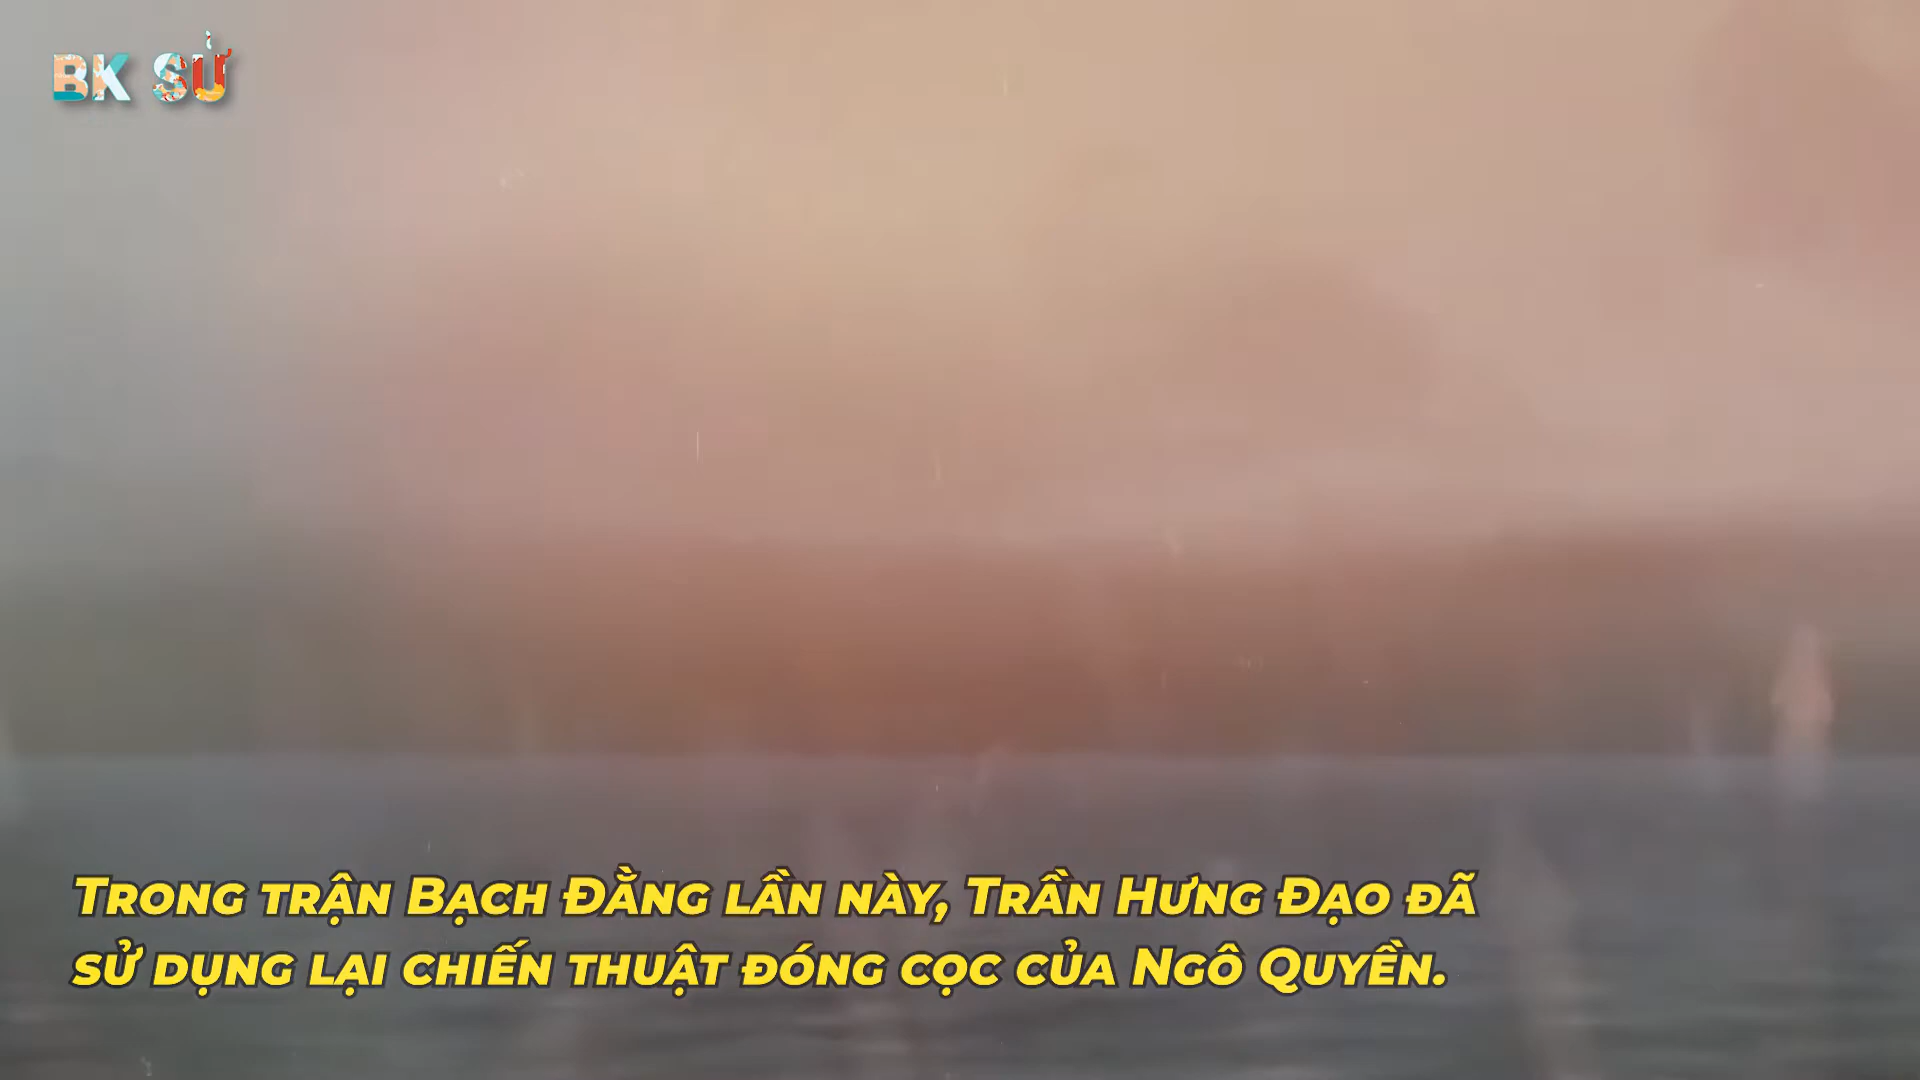 BK SỬ
Trong trận Bạch Đằng lần này, Trần Hưng Đạo đã
sử dụng lại chiến thuật đóng cọc của Ngô Quyền.